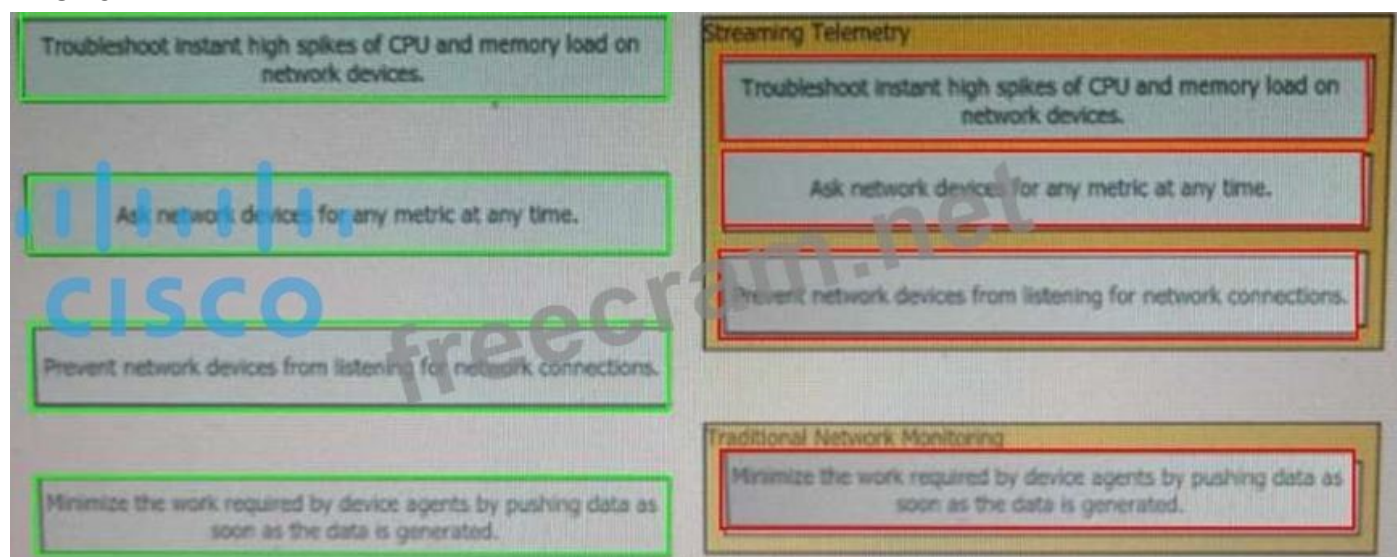 Troubleshoot instant high spikes of CPU and memory load on
network devices.
Ask network devices for any metric at any time.
CISCO
Prevent network devices from listening for network connections.
Minimize the work required by device agents by pushing data as
soon as the data is generated.
Streaming Telemetry
Troubleshoot instant high spikes of CPU and memory load on
network devices.
Ask network devices for any metric at any time.
Prevent network devices from listening for network connections.
Traditional Network Monitoring
Minimize the work required by device agents by pushing data as
soon as the data is generated.
freecram.net